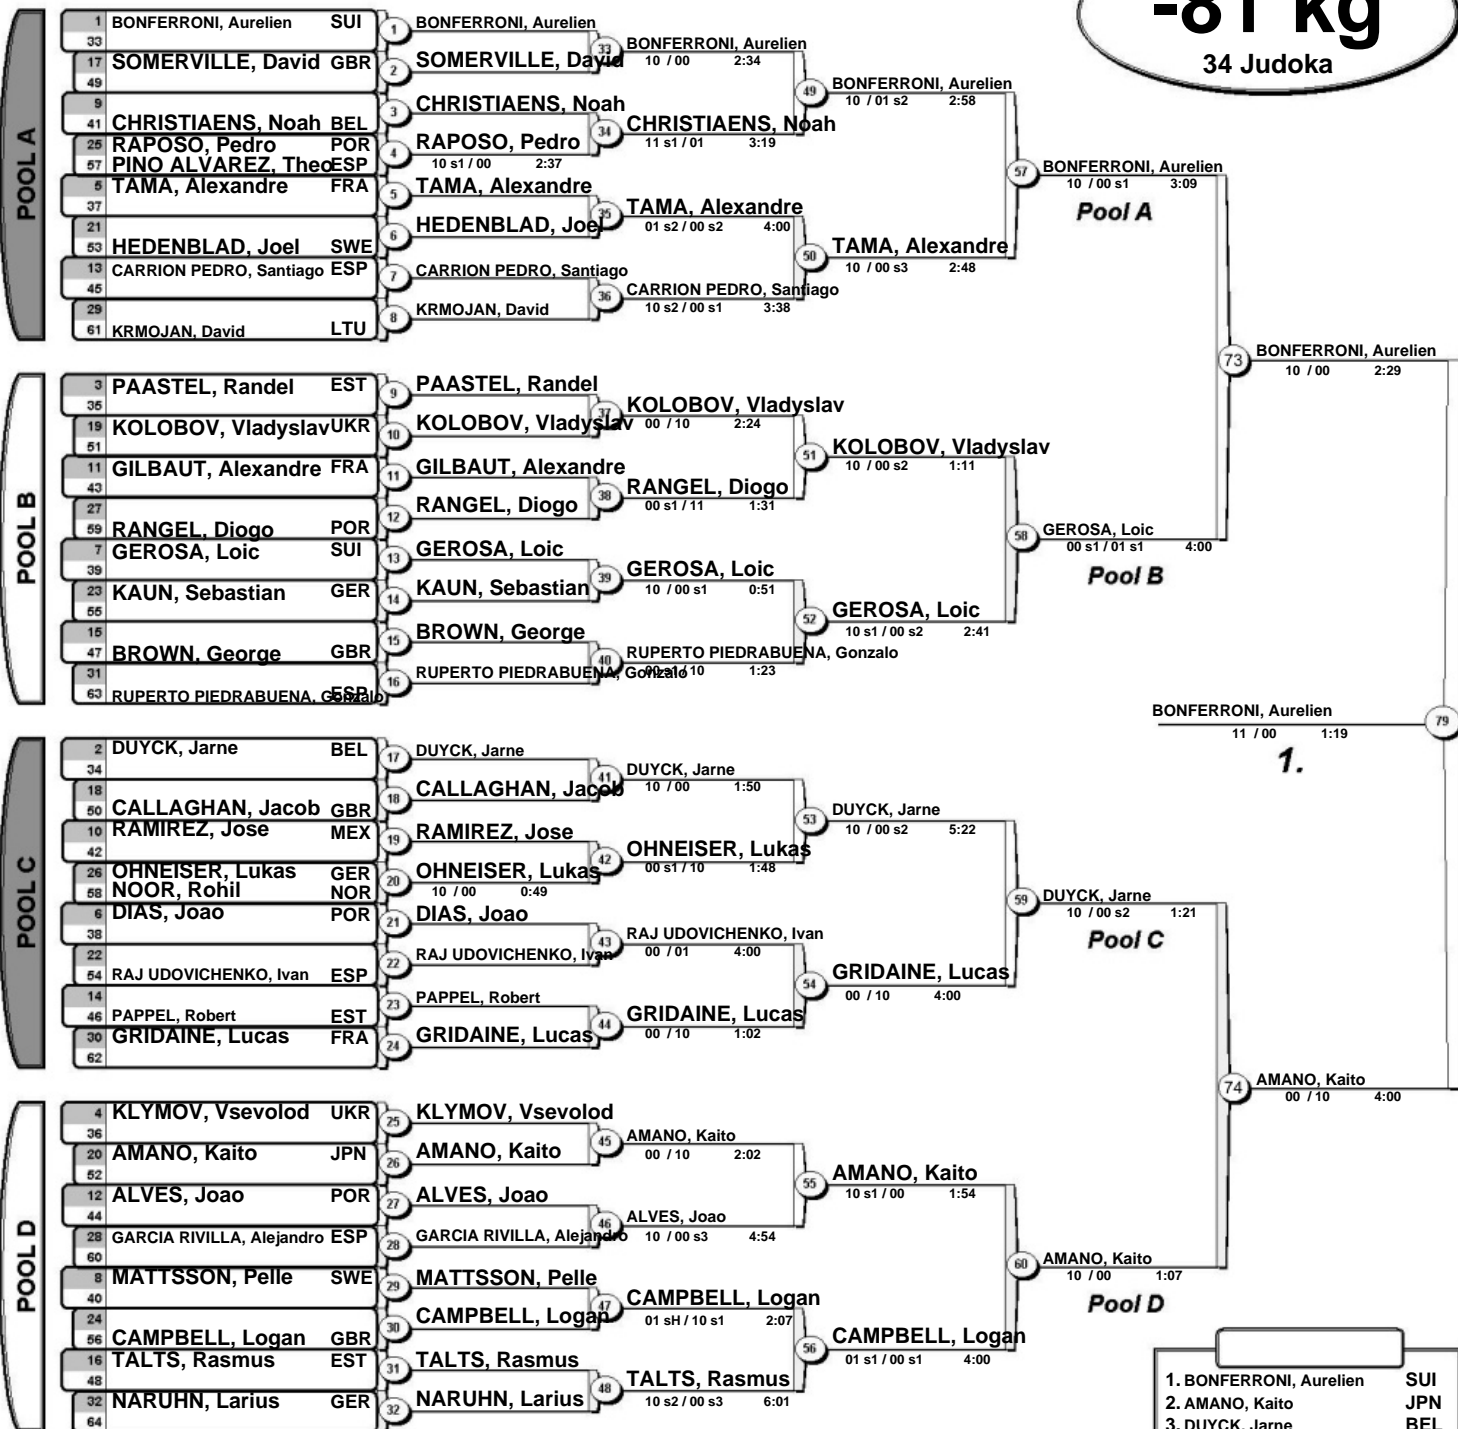 -81 kg
34 Judoka
POOL A
1 BONFERRONI, Aurelien SUI
33
17 SOMERVILLE, David GBR
49
9
41 CHRISTIAENS, Noah BEL
25 RAPOSO, Pedro POR
57 PINO ALVAREZ, Theo ESP
5 TAMA, Alexandre FRA
37
21
53 HEDENBLAD, Joel SWE
13 CARRION PEDRO, Santiago ESP
45
29
61 KRMOJAN, David LTU
1 BONFERRONI, Aurelien
2 SOMERVILLE, David
3 CHRISTIAENS, Noah
4 RAPOSO, Pedro
10 s1 / 00 2:37
5 TAMA, Alexandre
6 HEDENBLAD, Joel
7 CARRION PEDRO, Santiago
8 KRMOJAN, David
33 BONFERRONI, Aurelien
10 / 00 2:34
34 CHRISTIAENS, Noah
11 s1 / 01 3:19
35 TAMA, Alexandre
01 s2 / 00 s2 4:00
36 CARRION PEDRO, Santiago
10 s2 / 00 s1 3:38
49 BONFERRONI, Aurelien
10 / 01 s2 2:58
50 TAMA, Alexandre
10 / 00 s3 2:48
57 BONFERRONI, Aurelien
10 / 00 s1 3:09
Pool A
POOL B
3 PAASTEL, Randel EST
35
19 KOLOBOV, Vladyslav UKR
51
11 GILBAUT, Alexandre FRA
43
27
59 RANGEL, Diogo POR
7 GEROSA, Loic SUI
39
23 KAUN, Sebastian GER
55
15
47 BROWN, George GBR
31
63 RUPERTO PIEDRABUENA, Gonzalo ESP
9 PAASTEL, Randel
10 KOLOBOV, Vladyslav
11 GILBAUT, Alexandre
12 RANGEL, Diogo
13 GEROSA, Loic
14 KAUN, Sebastian
15 BROWN, George
16 RUPERTO PIEDRABUENA, Gonzalo
37 KOLOBOV, Vladyslav
00 / 10 2:24
38 RANGEL, Diogo
00 s1 / 11 1:31
39 GEROSA, Loic
10 / 00 s1 0:51
40 RUPERTO PIEDRABUENA, Gonzalo
00 s1 / 10 1:23
51 KOLOBOV, Vladyslav
10 / 00 s2 1:11
52 GEROSA, Loic
10 s1 / 00 s2 2:41
58 GEROSA, Loic
00 s1 / 01 s1 4:00
Pool B
73 BONFERRONI, Aurelien
10 / 00 2:29
BONFERRONI, Aurelien 79
11 / 00 1:19
1.
POOL C
2 DUYCK, Jarne BEL
34
18
50 CALLAGHAN, Jacob GBR
10 RAMIREZ, Jose MEX
42
26 OHNEISER, Lukas GER
58 NOOR, Rohil NOR
6 DIAS, Joao POR
38
22
54 RAJ UDOVICHENKO, Ivan ESP
14
46 PAPPEL, Robert EST
30 GRIDAINE, Lucas FRA
62
17 DUYCK, Jarne
18 CALLAGHAN, Jacob
19 RAMIREZ, Jose
20 OHNEISER, Lukas
10 / 00 0:49
21 DIAS, Joao
22 RAJ UDOVICHENKO, Ivan
23 PAPPEL, Robert
24 GRIDAINE, Lucas
41 DUYCK, Jarne
10 / 00 1:50
42 OHNEISER, Lukas
00 s1 / 10 1:48
43 RAJ UDOVICHENKO, Ivan
00 / 01 4:00
44 GRIDAINE, Lucas
00 / 10 1:02
53 DUYCK, Jarne
10 / 00 s2 5:22
54 GRIDAINE, Lucas
00 / 10 4:00
59 DUYCK, Jarne
10 / 00 s2 1:21
Pool C
POOL D
4 KLYMOV, Vsevolod UKR
36
20 AMANO, Kaito JPN
52
12 ALVES, Joao POR
44
28 GARCIA RIVILLA, Alejandro ESP
60
8 MATTSSON, Pelle SWE
40
24
56 CAMPBELL, Logan GBR
16 TALTS, Rasmus EST
48
32 NARUHN, Larius GER
64
25 KLYMOV, Vsevolod
26 AMANO, Kaito
27 ALVES, Joao
28 GARCIA RIVILLA, Alejandro
29 MATTSSON, Pelle
30 CAMPBELL, Logan
31 TALTS, Rasmus
32 NARUHN, Larius
45 AMANO, Kaito
00 / 10 2:02
46 ALVES, Joao
10 / 00 s3 4:54
47 CAMPBELL, Logan
01 sH / 10 s1 2:07
48 TALTS, Rasmus
10 s2 / 00 s3 6:01
55 AMANO, Kaito
10 s1 / 00 1:54
56 CAMPBELL, Logan
01 s1 / 00 s1 4:00
60 AMANO, Kaito
10 / 00 1:07
Pool D
74 AMANO, Kaito
00 / 10 4:00
1. BONFERRONI, Aurelien SUI
2. AMANO, Kaito JPN
3. DUYCK, Jarne BEL